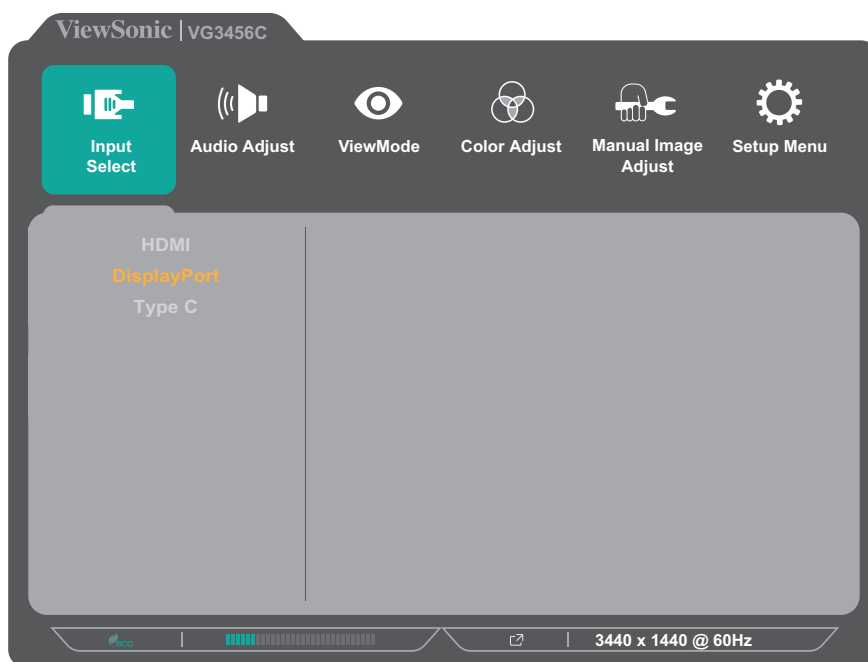 ViewSonic | VG3456C
Input
Select
Audio Adjust
ViewMode
Color Adjust
Manual Image
Adjust
Setup Menu
HDMI
DisplayPort
Type C
ECO
3440 x 1440 @ 60Hz